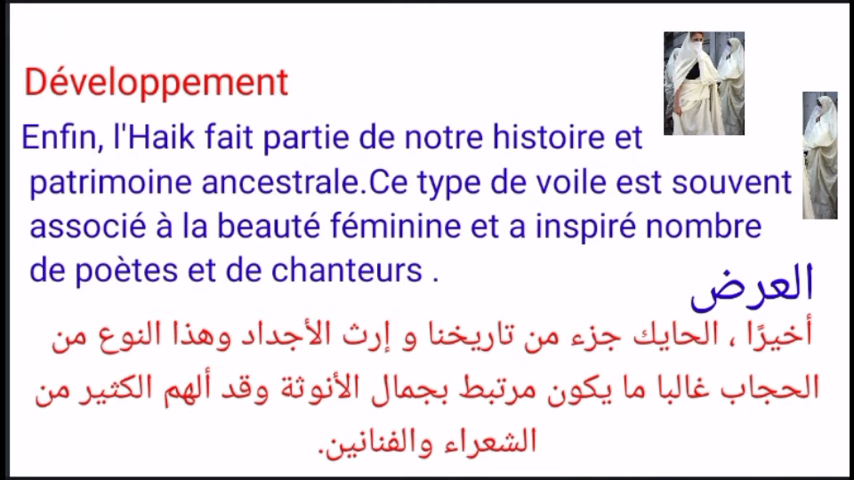 Développement
Enfin, l'Haik fait partie de notre histoire et
patrimoine ancestrale.Ce type de voile est souvent
associé à la beauté féminine et a inspiré nombre
de poètes et de chanteurs .
العرض
أخيرًا ، الحايك جزء من تاريخنا و إرث الأجداد وهذا النوع من
الحجاب غالبا ما يكون مرتبط بجمال الأنوثة وقد ألهم الكثير من
الشعراء والفنانين.